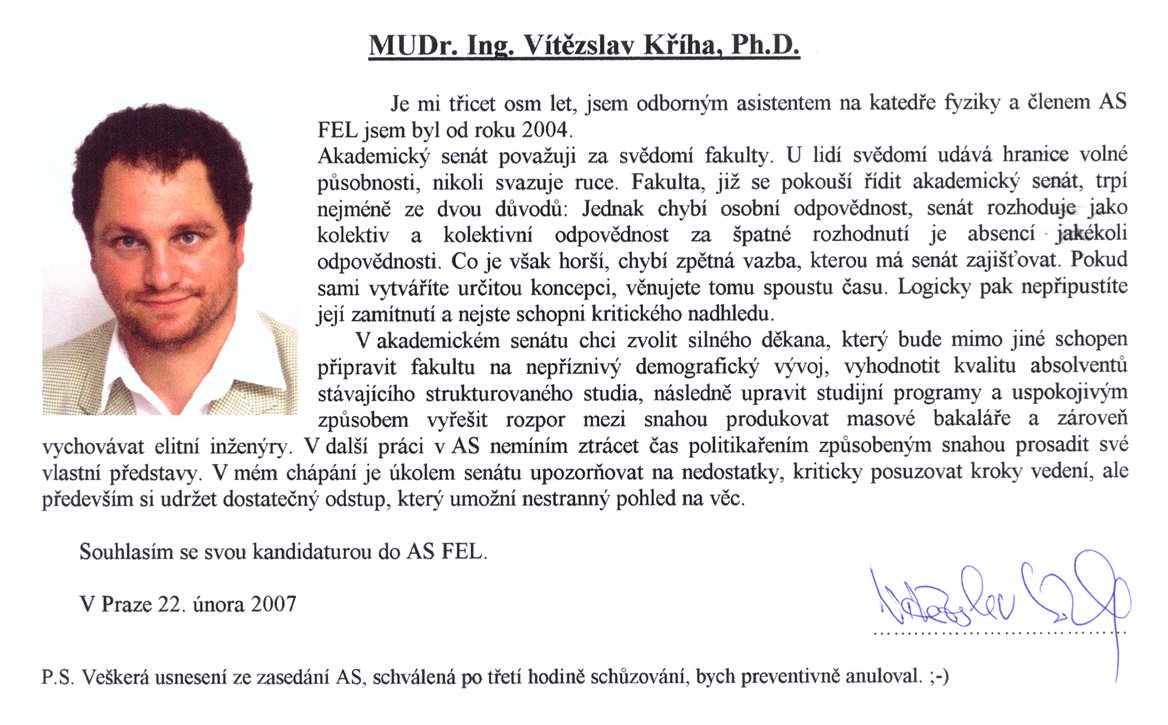 MUDr. Ing. Vítězslav Kříha, Ph.D.
Je mi třicet osm let, jsem odborným asistentem na katedře fyziky a členem AS
FEL jsem byl od roku 2004.
Akademický senát považuji za svědomí fakulty. U lidí svědomí udává hranice volné
působnosti, nikoli svazuje ruce. Fakulta, již se pokouší řídit akademický senát, trpí
nejméně ze dvou důvodů: Jednak chybí osobní odpovědnost, senát rozhoduje jako
kolektiv a kolektivní odpovědnost za špatné rozhodnutí je absencí jakékoli
odpovědnosti. Co je však horší, chybí zpětná vazba, kterou má senát zajišťovat. Pokud
sami vytváříte určitou koncepci, věnujete tomu spoustu času. Logicky pak nepřipustíte
její zamítnutí a nejste schopni kritického nadhledu.
V akademickém senátu chci zvolit silného děkana, který bude mimo jiné schopen
připravit fakultu na nepříznivý demografický vývoj, vyhodnotit kvalitu absolventů
stávajícího strukturovaného studia, následně upravit studijní programy a uspokojivým
způsobem vyřešit rozpor mezi snahou produkovat masové bakaláře a zároveň
vychovávat elitní inženýry. V další práci v AS nemíním ztrácet čas politikařením způsobeným snahou prosadit své
vlastní představy. V mém chápání je úkolem senátu upozorňovat na nedostatky, kriticky posuzovat kroky vedení, ale
především si udržet dostatečný odstup, který umožní nestranný pohled na věc.
Souhlasím se svou kandidaturou do AS FEL.
V Praze 22. února 2007
P.S. Veškerá usnesení ze zasedání AS, schválená po třetí hodině schůzování, bych preventivně anuloval. ;-)